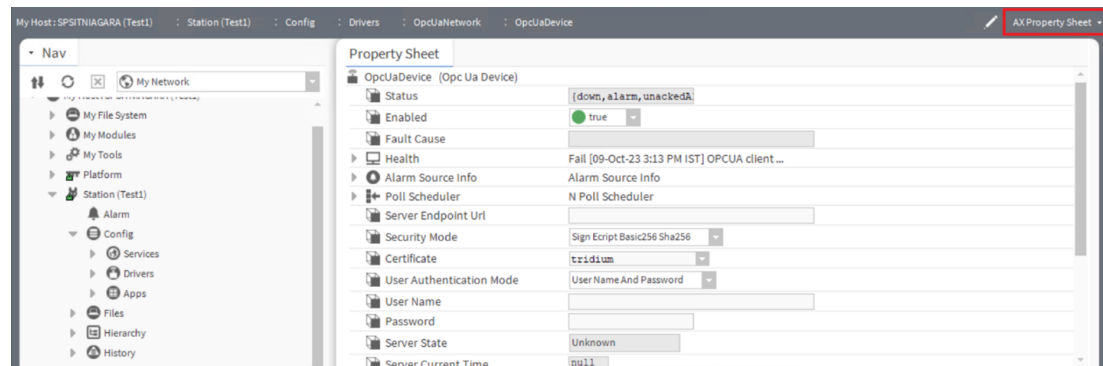 My Host : SPSITNIAGARA (Test1) : Station (Test1) : Config : Drivers : OpcUaNetwork : OpcUaDevice AX Property Sheet
Nav
My Network
My File System
My Modules
My Tools
Platform
Station (Test1)
Alarm
Config
Services
Drivers
Apps
Files
Hierarchy
History
Property Sheet
OpcUaDevice (Opc Ua Device)
Status {down,alarm,unackedA
Enabled true
Fault Cause
Health Fail [09-Oct-23 3:13 PM IST] OPCUA client ...
Alarm Source Info Alarm Source Info
Poll Scheduler N Poll Scheduler
Server Endpoint Url
Security Mode Sign Ecript Basic256 Sha256
Certificate tridium
User Authentication Mode User Name And Password
User Name
Password
Server State Unknown
Server Current Time null